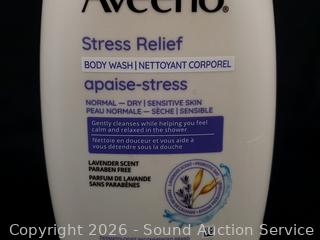 Aveeno®
Stress Relief
BODY WASH | NETTOYANT CORPOREL
apaise-stress
NORMAL — DRY | SENSITIVE SKIN
PEAU NORMALE — SÈCHE | SENSIBLE
Gently cleanses while helping you feel
calm and relaxed in the shower
Nettoie en douceur et vous aide à
vous détendre sous la douche
LAVENDER SCENT
PARABEN FREE
PARFUM DE LAVANDE
SANS PARABÈNES
Copyright 2026 - Sound Auction Service